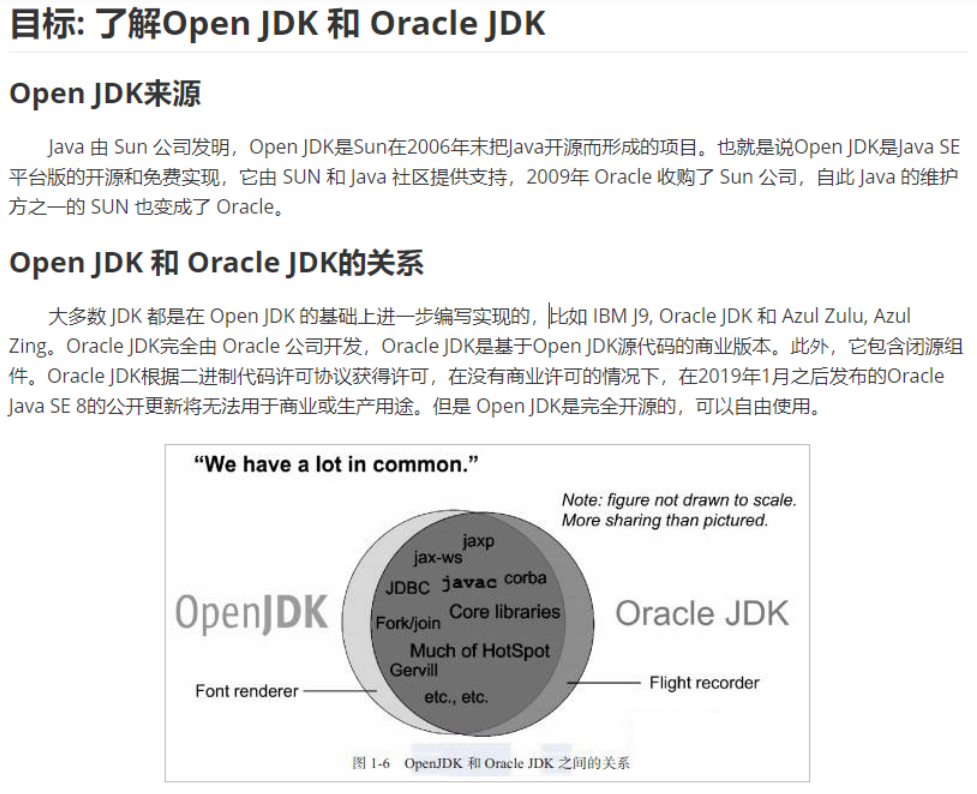 目标: 了解Open JDK 和 Oracle JDK
Open JDK来源
Java 由 Sun 公司发明，Open JDK是Sun在2006年末把Java开源而形成的项目。也就是说Open JDK是Java SE
平台版的开源和免费实现，它由 SUN 和 Java 社区提供支持，2009年 Oracle 收购了 Sun 公司，自此 Java 的维护
方之一的 SUN 也变成了 Oracle。
Open JDK 和 Oracle JDK的关系
大多数 JDK 都是在 Open JDK 的基础上进一步编写实现的，比如 IBM J9, Oracle JDK 和 Azul Zulu, Azul
Zing。Oracle JDK完全由 Oracle 公司开发，Oracle JDK是基于Open JDK源代码的商业版本。此外，它包含闭源组
件。Oracle JDK根据二进制代码许可协议获得许可，在没有商业许可的情况下，在2019年1月之后发布的Oracle
Java SE 8的公开更新将无法用于商业或生产用途。但是 Open JDK是完全开源的，可以自由使用。
“We have a lot in common.”
Note: figure not drawn to scale.
More sharing than pictured.
jaxp
jax-ws
JDBC javac corba
OpenJDK
Fork/join Core libraries
Oracle JDK
Much of HotSpot
Gervill
Font renderer
etc., etc.
Flight recorder
图 1-6 OpenJDK 和 Oracle JDK 之间的关系